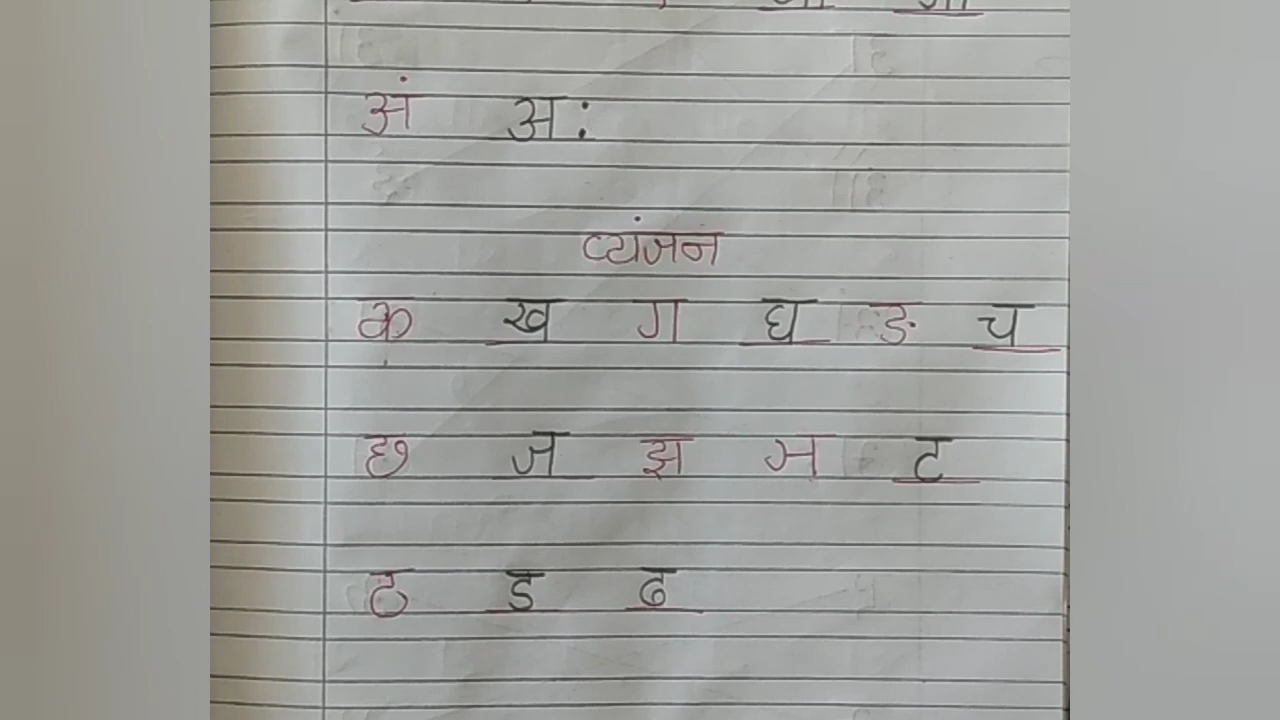 अं अः
व्यंजन
क ख ग घ ङ च
छ ज झ ञ ट
ठ ड ढ